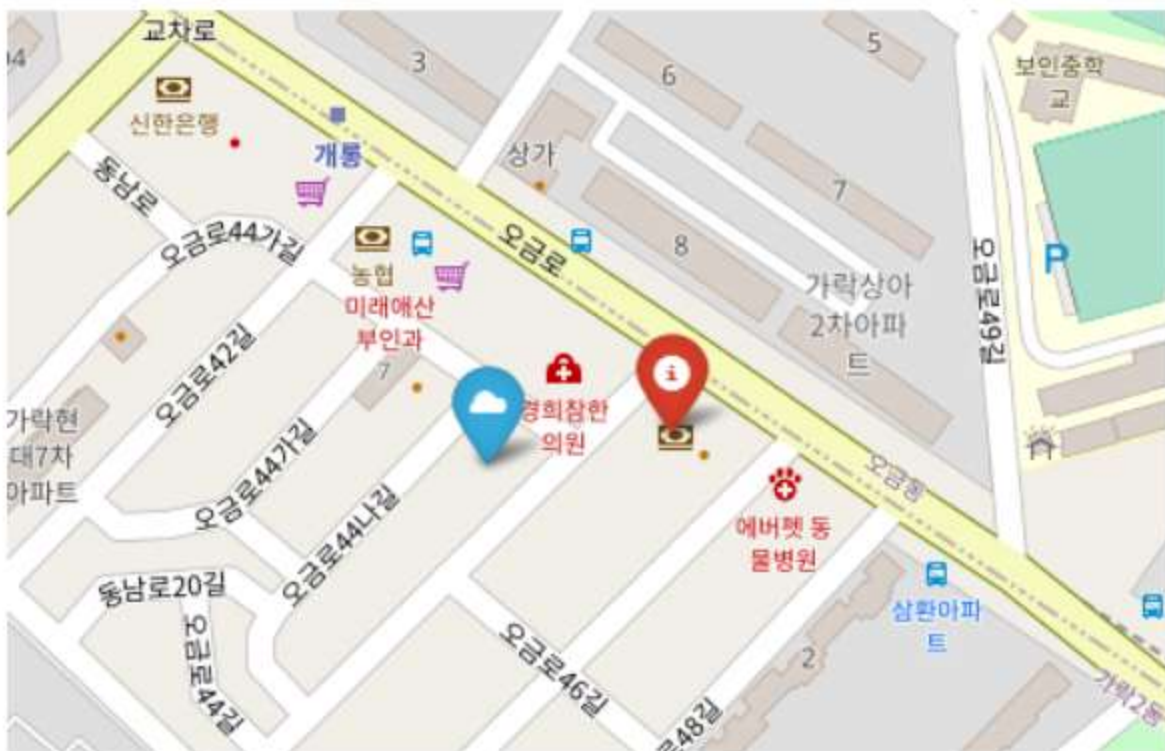 교차로
04
3
5
6
보인중학
교
신한은행
개롱
상가
7
동남로
오금로44가길
오금로
8
오금로49길
P
농협
가락상아
2차아파
트
미래애산
부인과
7
오금로42길
경희참한
의원
가락현
대7차
아파트
오금로44가길
오금로44나길
오금동
에버펫 동
물병원
동남로20길
삼환아파
트
오금로44길
오금로46길
2
로48길
가락2동